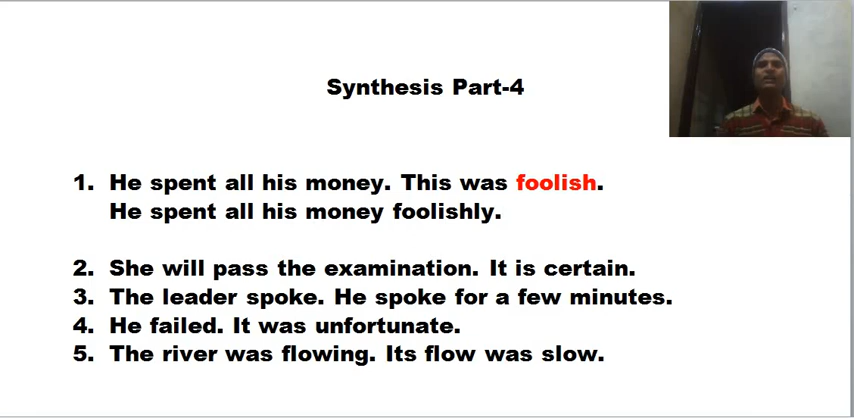 Synthesis Part-4
1. He spent all his money. This was foolish.
He spent all his money foolishly.
2. She will pass the examination. It is certain.
3. The leader spoke. He spoke for a few minutes.
4. He failed. It was unfortunate.
5. The river was flowing. Its flow was slow.